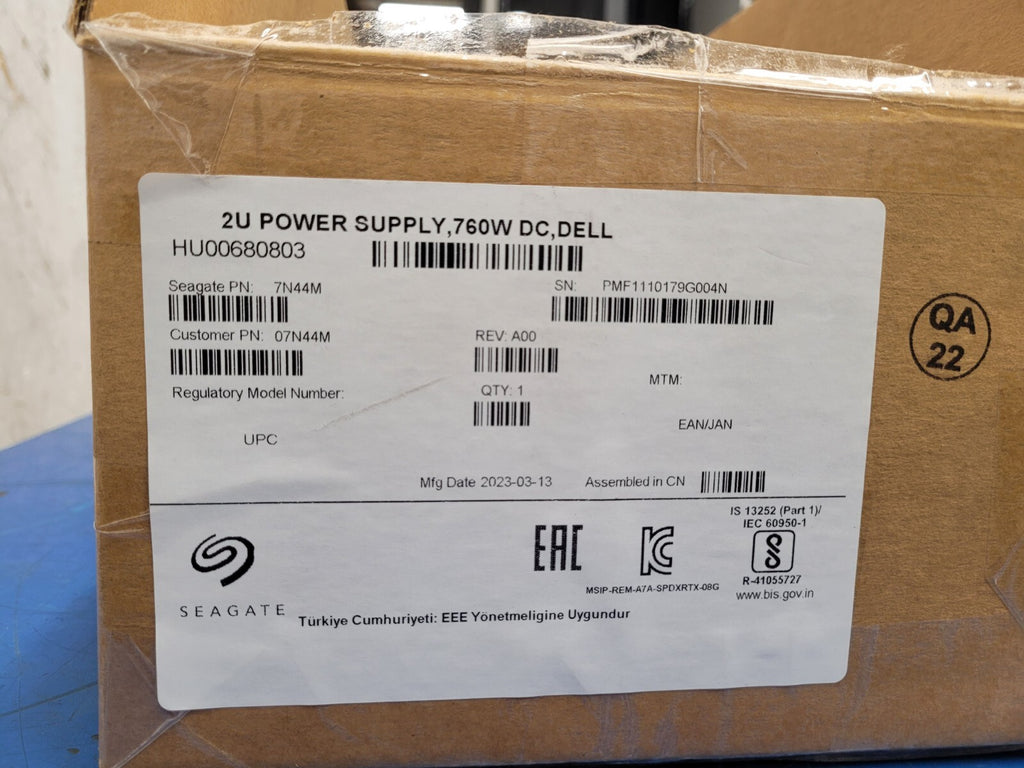 2U POWER SUPPLY,760W DC,DELL
HU00680803
Seagate PN: 7N44M
SN: PMF1110179G004N
Customer PN: 07N44M
REV: A00
Regulatory Model Number:
QTY: 1
MTM:
UPC
EAN/JAN
Mfg Date 2023-03-13
Assembled in CN
IS 13252 (Part 1)/
IEC 60950-1
EAC
KC
R-41055727
MSIP-REM-A7A-SPDXRTX-08G
www.bis.gov.in
SEAGATE
Türkiye Cumhuriyeti: EEE Yönetmeligine Uygundur
QA
22